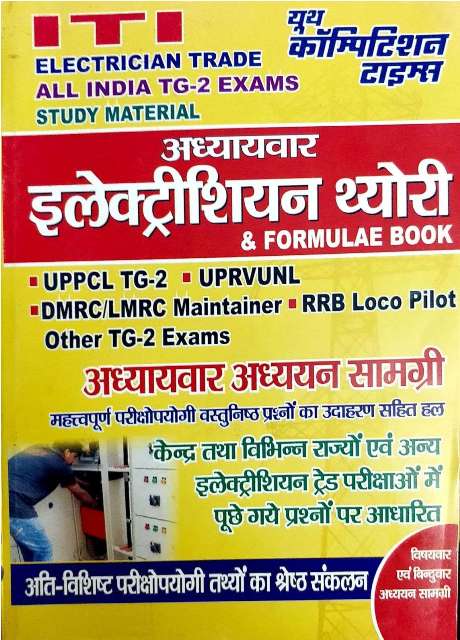 ITI
ELECTRICIAN TRADE
ALL INDIA TG-2 EXAMS
STUDY MATERIAL
यूथ
कॉम्पिटिशन
टाइम्स
अध्यायवार
इलेक्ट्रीशियन थ्योरी
& FORMULAE BOOK
▪UPPCL TG-2 ▪UPRVUNL
▪DMRC/LMRC Maintainer ▪RRB Loco Pilot
Other TG-2 Exams
अध्यायवार अध्ययन सामग्री
महत्वपूर्ण परीक्षोपयोगी वस्तुनिष्ठ प्रश्नों का उदाहरण सहित हल
केन्द्र तथा विभिन्न राज्यों एवं अन्य
इलेक्ट्रीशियन ट्रेड परीक्षाओं में
पूछे गये प्रश्नों पर आधारित
अति-विशिष्ट परीक्षोपयोगी तथ्यों का श्रेष्ठ संकलन
विषयवार
एवं बिन्दुवार
अध्ययन सामग्री